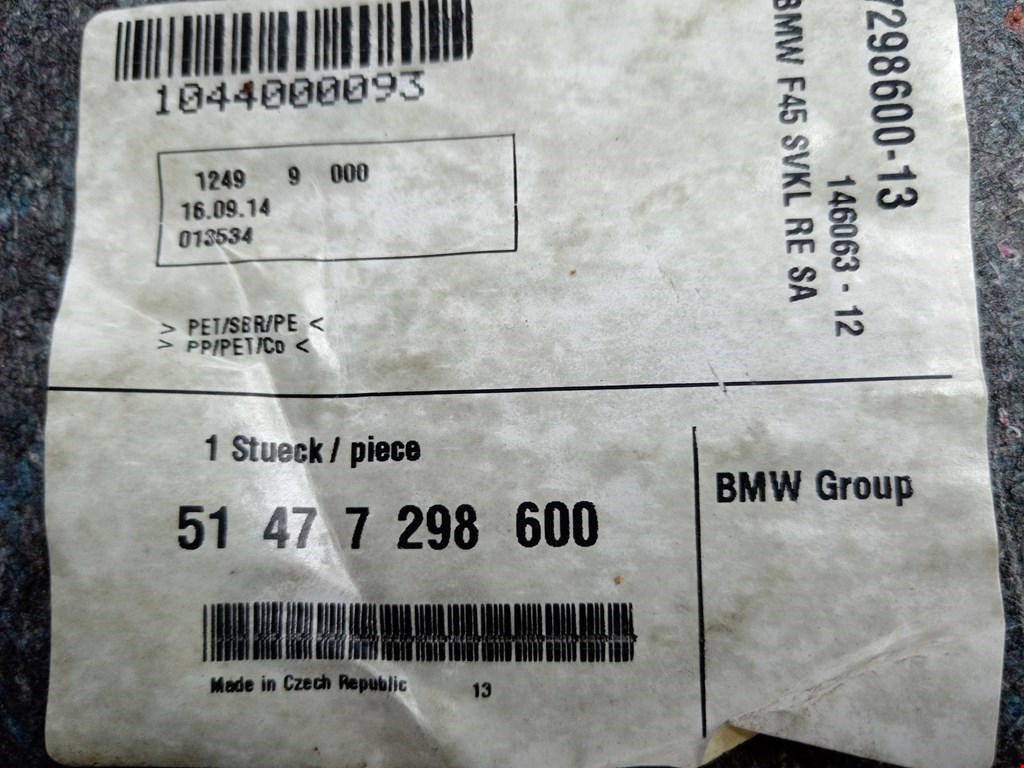 1044000093
1249 9 000
16.09.14
013534
> PET/SBR/PE <
> PP/PET/Co <
7298600-13
146063 - 12
BMW F45 SVKL RE SA
1 Stueck / piece
51 47 7 298 600
BMW Group
Made in Czech Republic 13